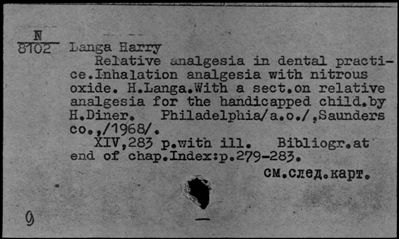 N
8102
Langa Harry
Relative analgesia in dental practi-
ce.Inhalation analgesia with nitrous
oxide. H.Langa.With a sect.on relative
analgesia for the handicapped child.by
H.Diner. Philadelphia/a.o./,Saunders
co.,/1968/.
XIV,283 p.with ill. Bibliogr.at
end of chap.Index:p.279-283.
см.след.карт.
9